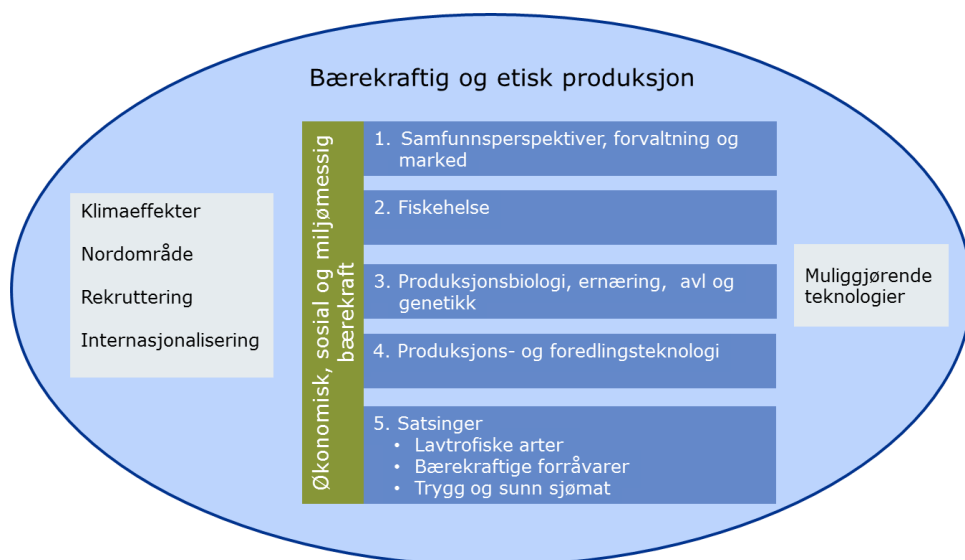 Bærekraftig og etisk produksjon
Klimaeffekter
Nordområde
Rekruttering
Internasjonalisering
Økonomisk, sosial og miljømessig
bærekraft
1. Samfunnsperspektiver, forvaltning og
marked
2. Fiskehelse
3. Produksjonsbiologi, ernæring, avl og
genetikk
4. Produksjons- og foredlingsteknologi
5. Satsinger
• Lavtrofiske arter
• Bærekraftige forråvarer
• Trygg og sunn sjømat
Muliggjørende
teknologier